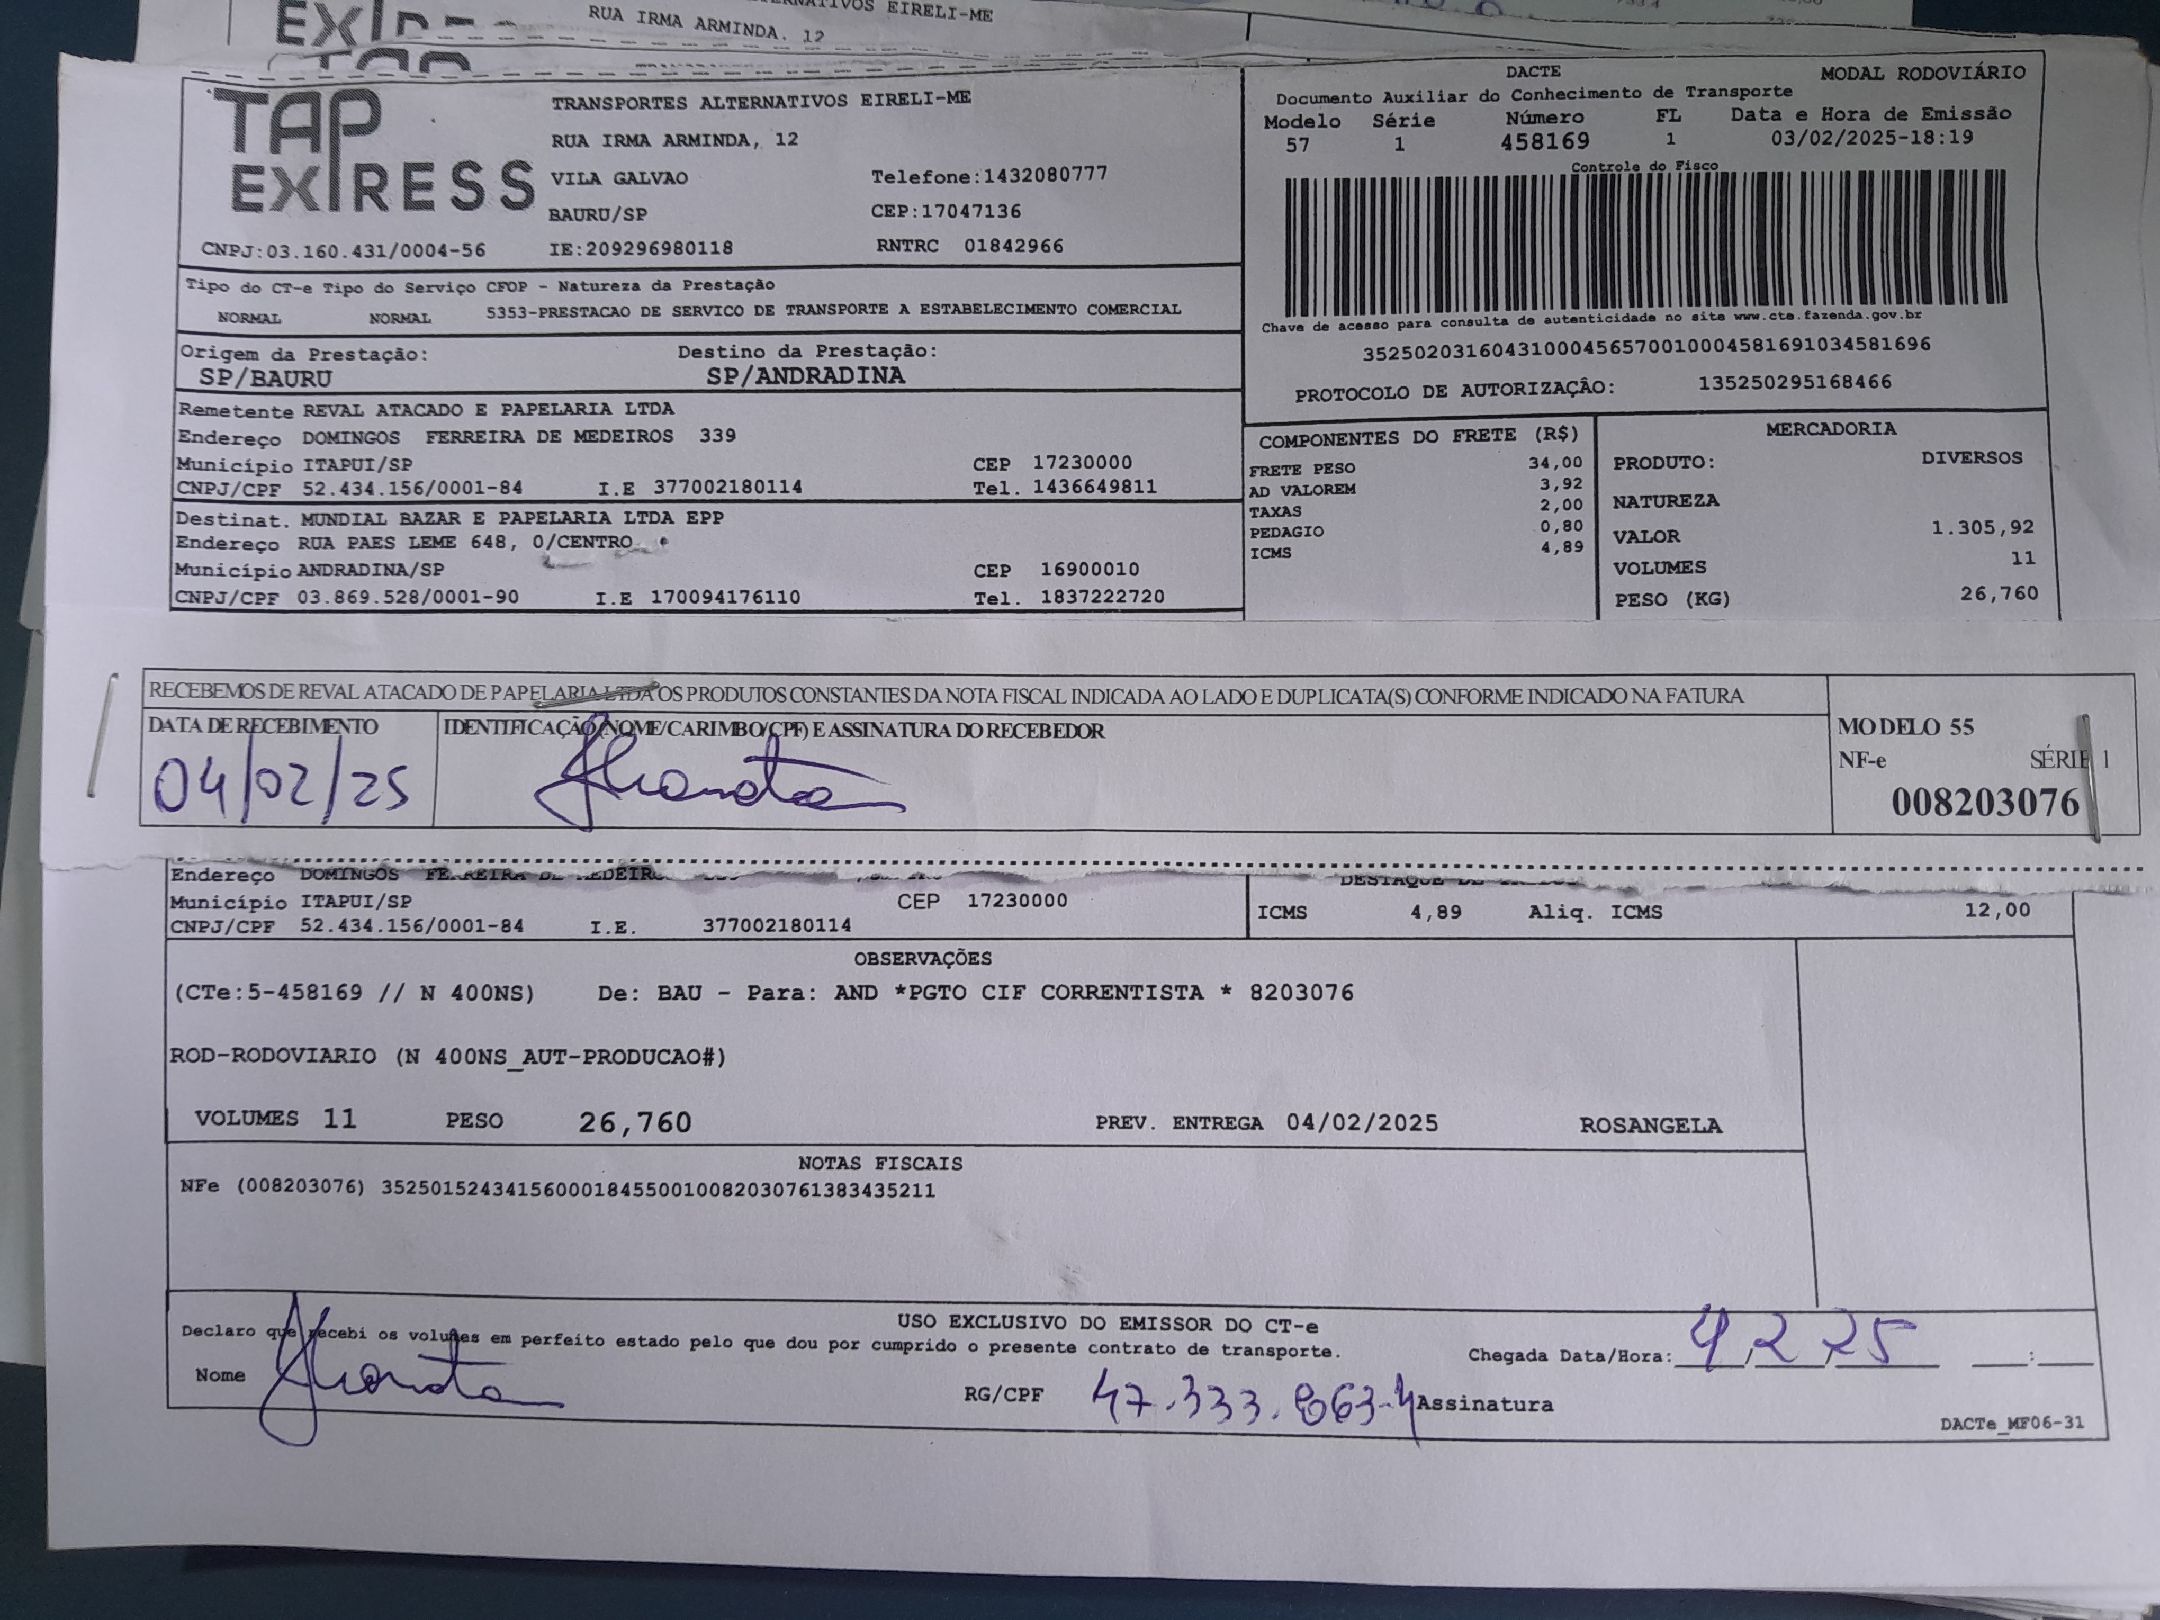 RUA IRMA ARMINDA. 12
TERNATIVOS EIRELI-ME
TAP
EXPRESS
TRANSPORTES ALTERNATIVOS EIRELI-ME
RUA IRMA ARMINDA, 12
VILA GALVAO Telefone:1432080777
BAURU/SP CEP:17047136
CNPJ:03.160.431/0004-56 IE:209296980118 RNTRC 01842966
DACTE MODAL RODOVIÁRIO
Documento Auxiliar do Conhecimento de Transporte
Modelo Série Número FL Data e Hora de Emissão
57 1 458169 1 03/02/2025-18:19
Controle do Fisco
Chave de acesso para consulta de autenticidade no site www.cte.fazenda.gov.br
35250203160431000456570010004581691034581696
PROTOCOLO DE AUTORIZAÇÃO: 135250295168466
Tipo do CT-e Tipo do Serviço CFOP - Natureza da Prestação
NORMAL NORMAL 5353-PRESTACAO DE SERVICO DE TRANSPORTE A ESTABELECIMENTO COMERCIAL
Origem da Prestação: Destino da Prestação:
SP/BAURU SP/ANDRADINA
Remetente REVAL ATACADO E PAPELARIA LTDA
Endereço DOMINGOS FERREIRA DE MEDEIROS 339
Município ITAPUI/SP CEP 17230000
CNPJ/CPF 52.434.156/0001-84 I.E 377002180114 Tel. 1436649811
Destinat. MUNDIAL BAZAR E PAPELARIA LTDA EPP
Endereço RUA PAES LEME 648, 0/CENTRO
Município ANDRADINA/SP CEP 16900010
CNPJ/CPF 03.869.528/0001-90 I.E 170094176110 Tel. 1837222720
COMPONENTES DO FRETE (R$)
FRETE PESO 34,00
AD VALOREM 3,92
TAXAS 2,00
PEDAGIO 0,80
ICMS 4,89
MERCADORIA
PRODUTO: DIVERSOS
NATUREZA
VALOR 1.305,92
VOLUMES 11
PESO (KG) 26,760
RECEBEMOS DE REVAL ATACADO DE PAPELARIA LTDA OS PRODUTOS CONSTANTES DA NOTA FISCAL INDICADA AO LADO E DUPLICATA(S) CONFORME INDICADO NA FATURA
DATA DE RECEBIMENTO IDENTIFICAÇÃO (NOME/CARIMBO/CPF) E ASSINATURA DO RECEBEDOR
04/02/25
MODELO 55
NF-e SÉRIE 1
008203076
Endereço DOMINGOS FERREIRA DE MEDEIR
Município ITAPUI/SP CEP 17230000
CNPJ/CPF 52.434.156/0001-84 I.E. 377002180114
ICMS 4,89 Aliq. ICMS 12,00
OBSERVAÇÕES
(CTe:5-458169 // N 400NS) De: BAU - Para: AND *PGTO CIF CORRENTISTA * 8203076
ROD-RODOVIARIO (N 400NS_AUT-PRODUCAO#)
VOLUMES 11 PESO 26,760 PREV. ENTREGA 04/02/2025 ROSANGELA
NOTAS FISCAIS
NFe (008203076) 35250152434156000184550010082030761383435211
USO EXCLUSIVO DO EMISSOR DO CT-e
Declaro que recebi os volumes em perfeito estado pelo que dou por cumprido o presente contrato de transporte.
Chegada Data/Hora: 4/2/25 __:__
Nome RG/CPF 47.333.863-4 Assinatura
DACTe_MF06-31